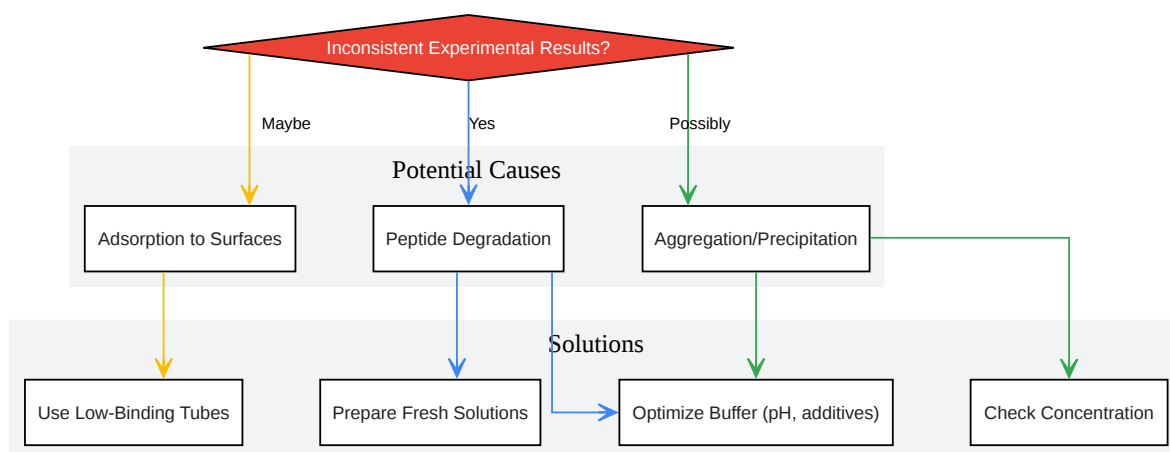 Inconsistent Experimental Results?
Maybe
Yes
Possibly
Potential Causes
Adsorption to Surfaces
Peptide Degradation
Aggregation/Precipitation
Solutions
Use Low-Binding Tubes
Prepare Fresh Solutions
Optimize Buffer (pH, additives)
Check Concentration